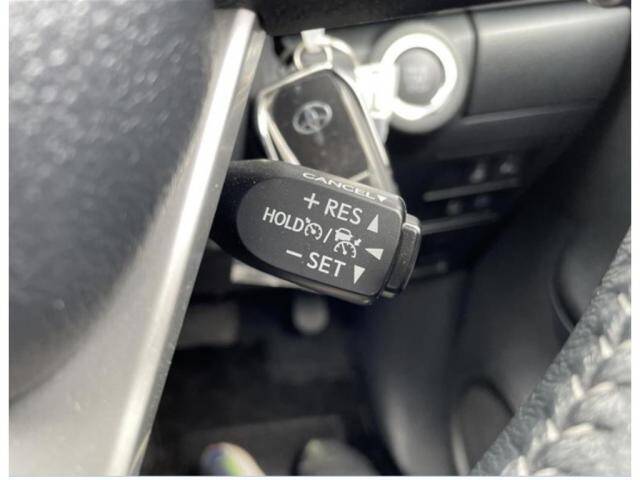 CANCEL
+ RES
HOLD /
- SET